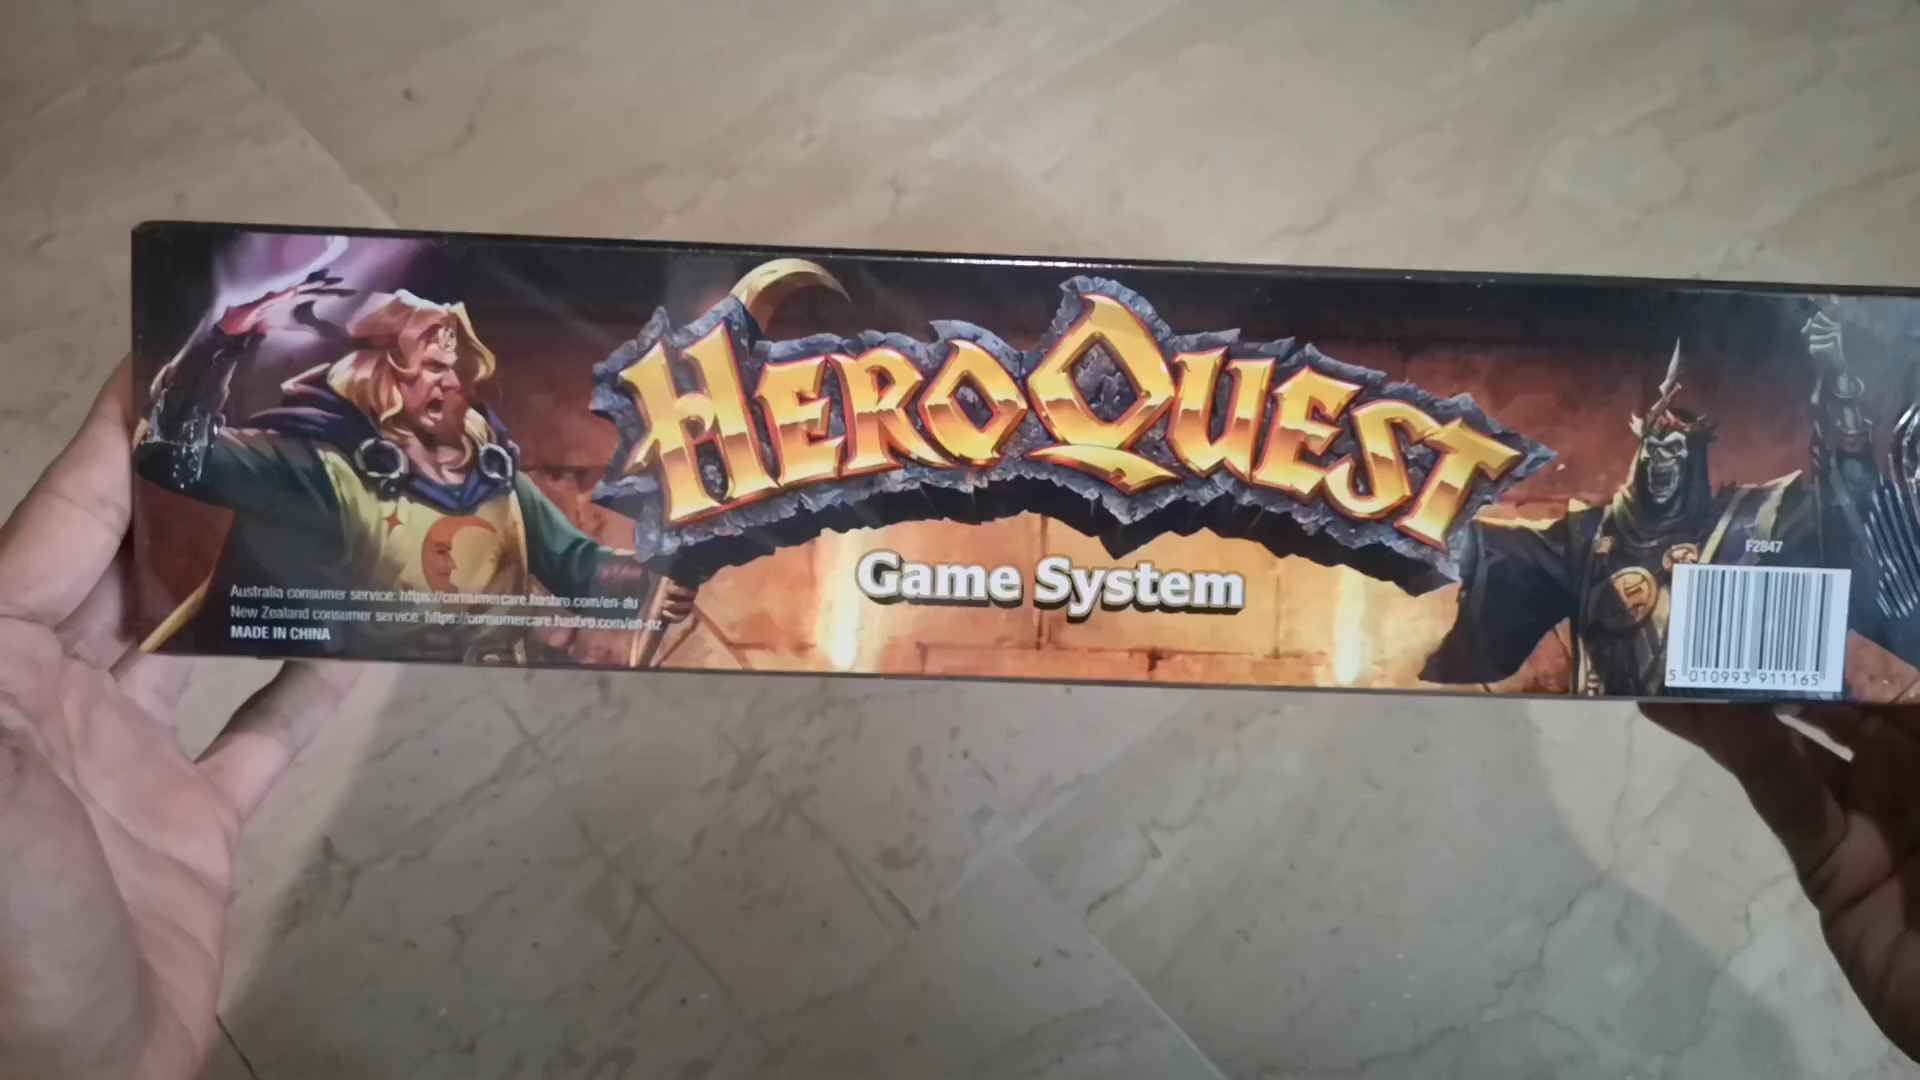 HEROQUEST
Game System
Australia consumer service: https://consumercare.hasbro.com/en-au
New Zealand consumer service: https://consumercare.hasbro.com/en-nz
MADE IN CHINA
F2847
5 010993 911165